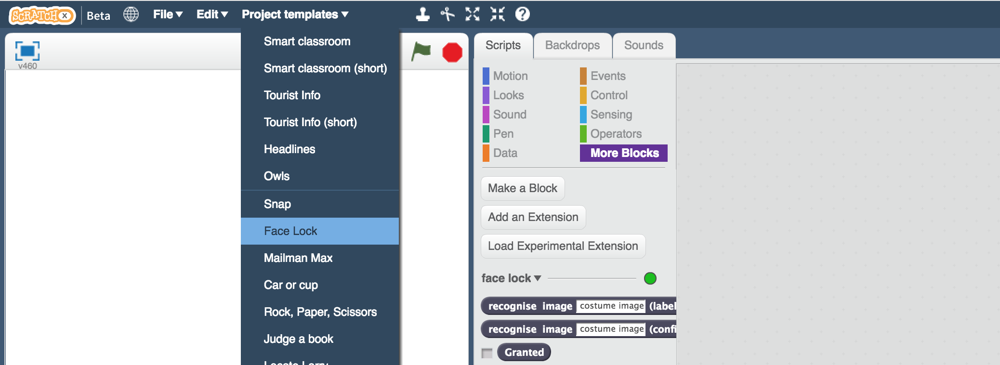 SCRATCH X Beta File Edit Project templates
v460
Smart classroom
Smart classroom (short)
Tourist Info
Tourist Info (short)
Headlines
Owls
Snap
Face Lock
Mailman Max
Car or cup
Rock, Paper, Scissors
Judge a book
Locate Larry
Scripts Backdrops Sounds
Motion Events
Looks Control
Sound Sensing
Pen Operators
Data More Blocks
Make a Block
Add an Extension
Load Experimental Extension
face lock
recognise image costume image (label
recognise image costume image (confi
Granted